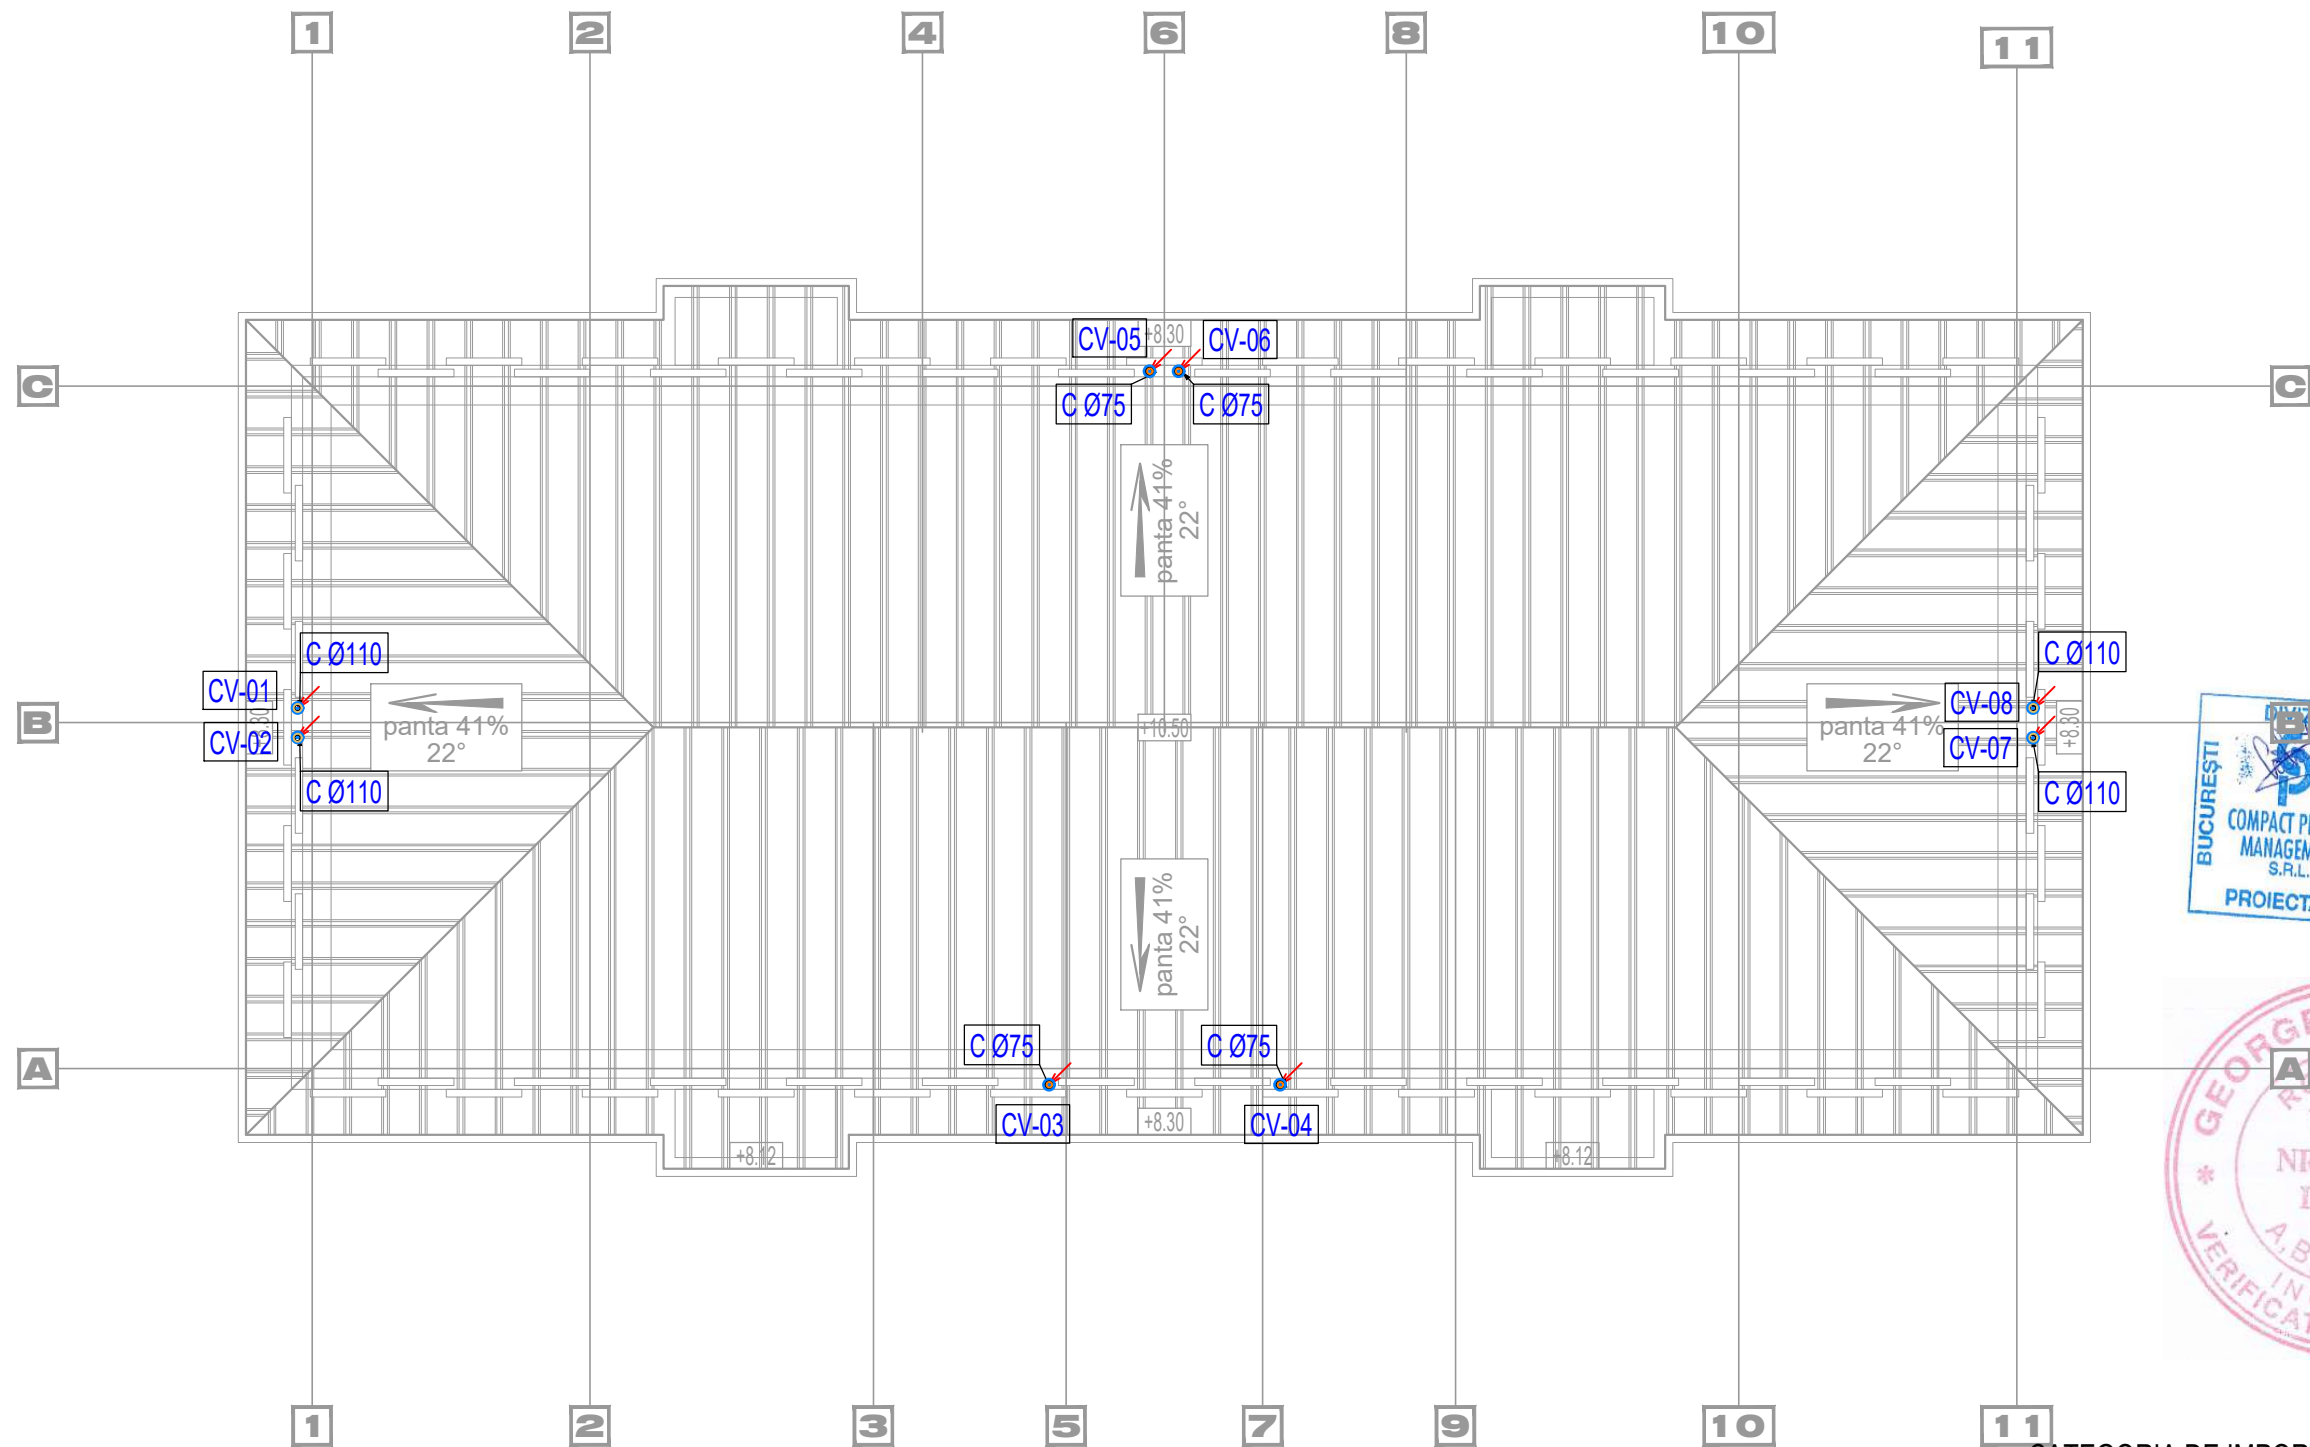 1
2
4
6
8
10
11
CV-05
+8.30
CV-06
C
C
C Ø75
C Ø75
panta 41%
22°
C Ø110
C Ø110
CV-01
CV-08
B
panta 41%
22°
+10.50
panta 41%
22°
+8.30
B
CV-02
CV-07
C Ø110
C Ø110
BUCUREȘTI
COMPACT
S.R.L.
panta 41%
22°
C Ø75
C Ø75
A
A
CV-03
+8.30
CV-04
+8.12
+8.12
1
2
3
5
7
9
10
11
CATEGORIA DE